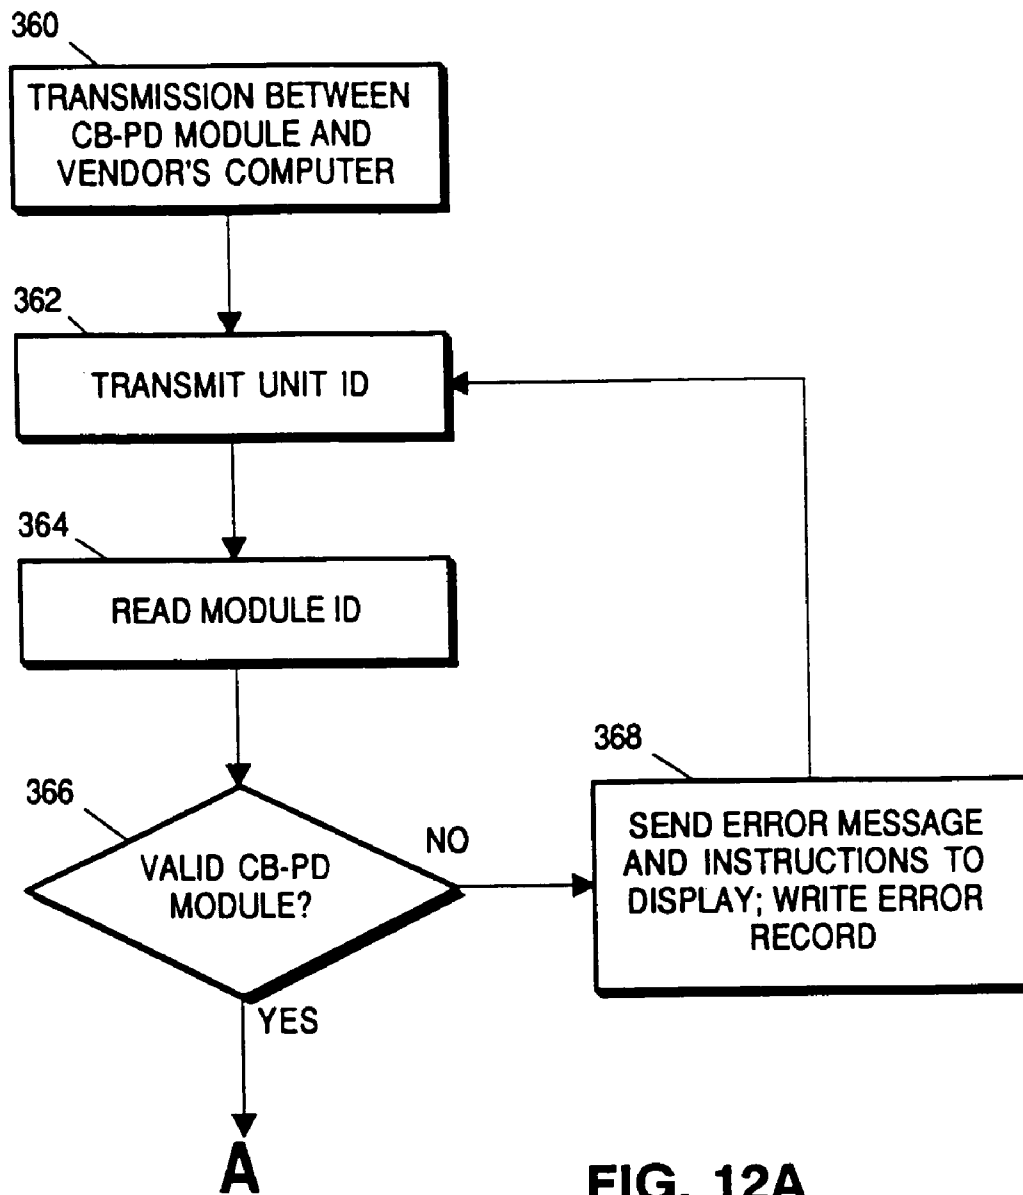 360
TRANSMISSION BETWEEN
CB-PD MODULE AND
VENDOR'S COMPUTER
362
TRANSMIT UNIT ID
364
READ MODULE ID
366
VALID CB-PD
MODULE?
NO
YES
368
SEND ERROR MESSAGE
AND INSTRUCTIONS TO
DISPLAY; WRITE ERROR
RECORD
A
FIG. 12A